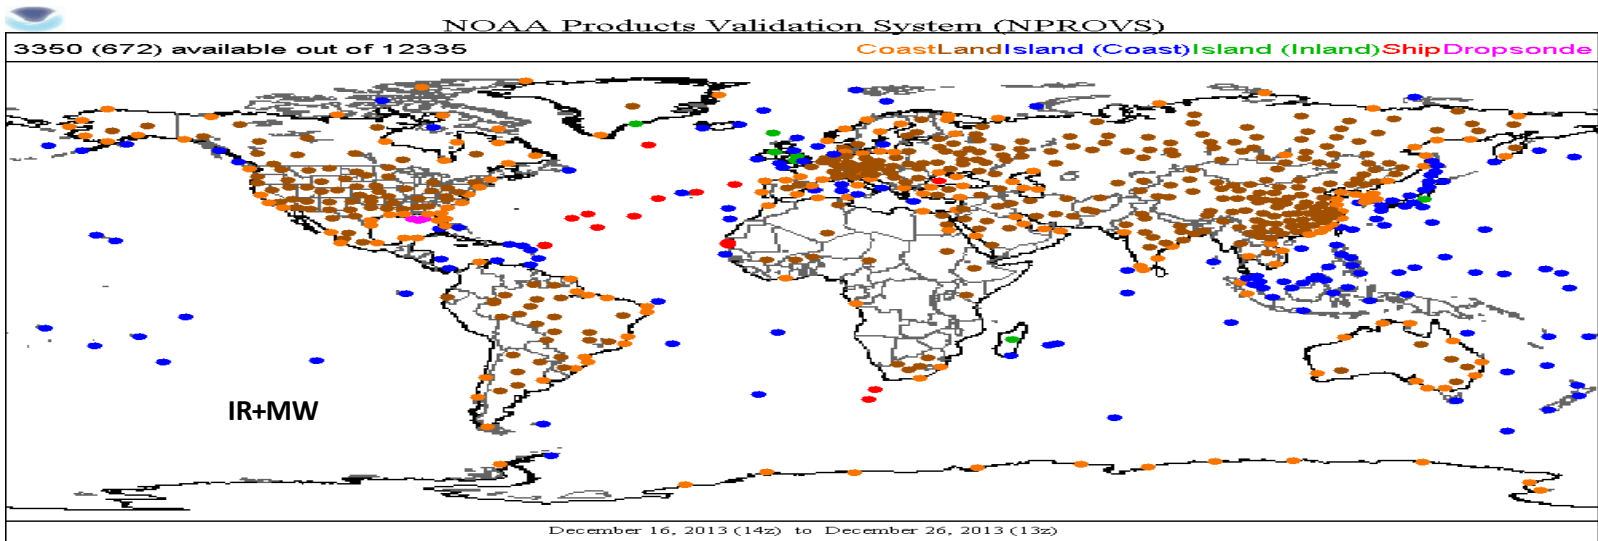 NOAA Products Validation System (NPROVS)
3350 (672) available out of 12335 CoastLandIsland (Coast)Island (Inland)ShipDropsonde
IR+MW
December 16, 2013 (14z) to December 26, 2013 (13z)